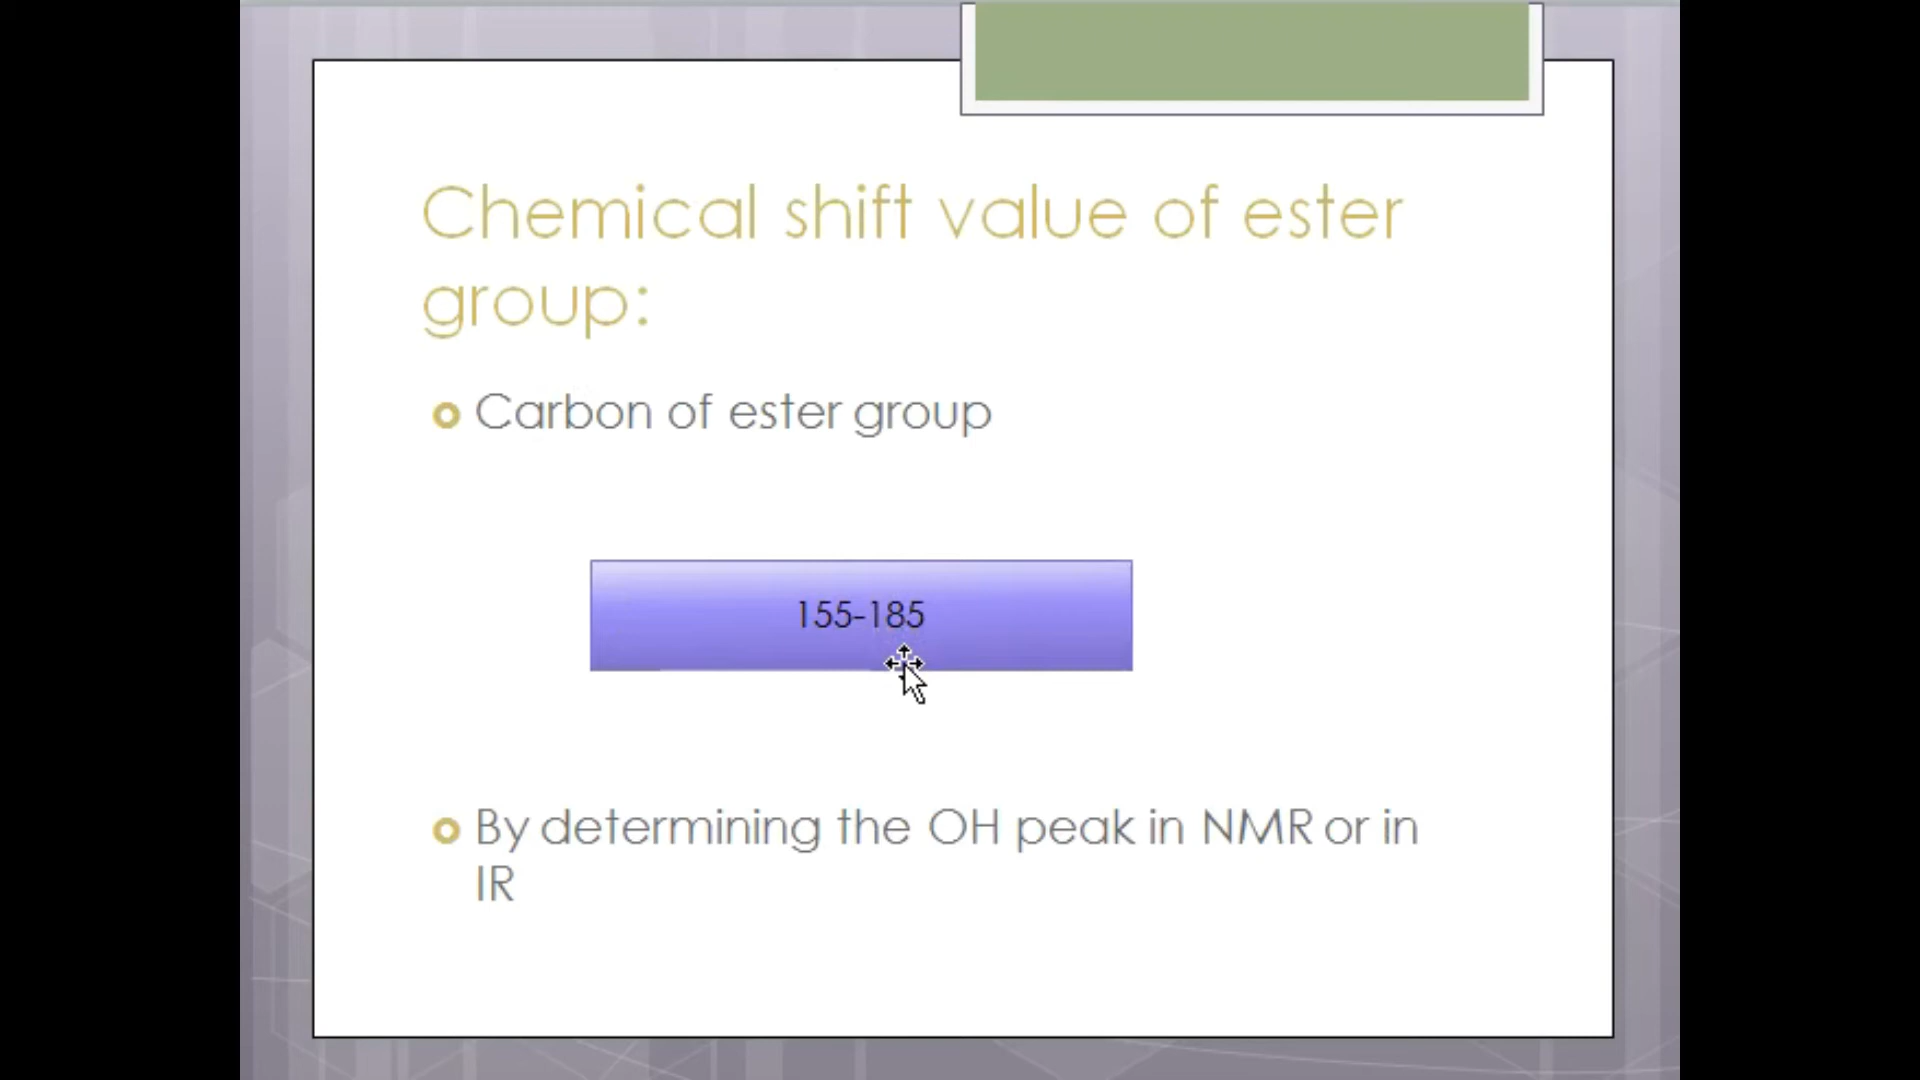 Chemical shift value of ester
group:
Carbon of ester group
155-185
By determining the OH peak in NMR or in
IR